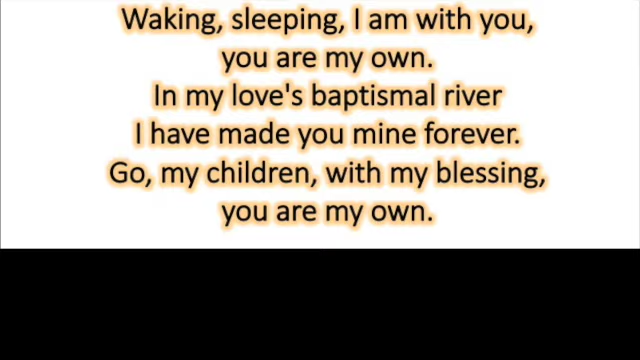 Waking, sleeping, I am with you,
you are my own.
In my love's baptismal river
I have made you mine forever.
Go, my children, with my blessing,
you are my own.